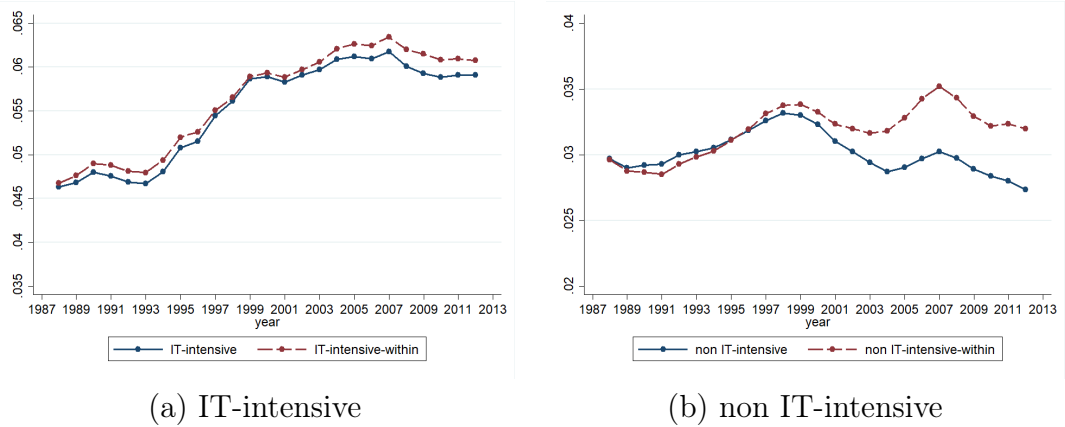 .065
.06
.055
.05
.045
.04
.035
1987 1989 1991 1993 1995 1997 1999 2001 2003 2005 2007 2009 2011 2013
year
IT-intensive IT-intensive-within
(a) IT-intensive
.04
.035
.03
.025
.02
1987 1989 1991 1993 1995 1997 1999 2001 2003 2005 2007 2009 2011 2013
year
non IT-intensive non IT-intensive-within
(b) non IT-intensive